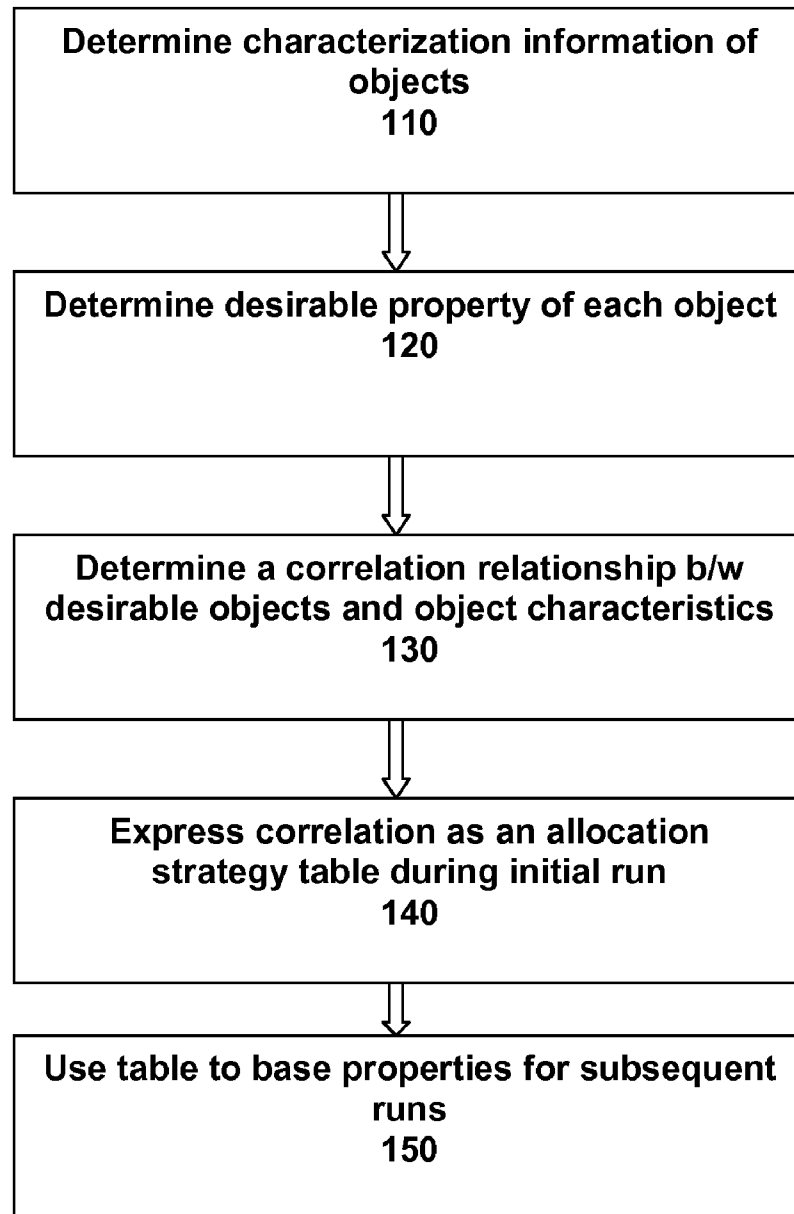 Determine characterization information of
objects
110
Determine desirable property of each object
120
Determine a correlation relationship b/w
desirable objects and object characteristics
130
Express correlation as an allocation
strategy table during initial run
140
Use table to base properties for subsequent
runs
150